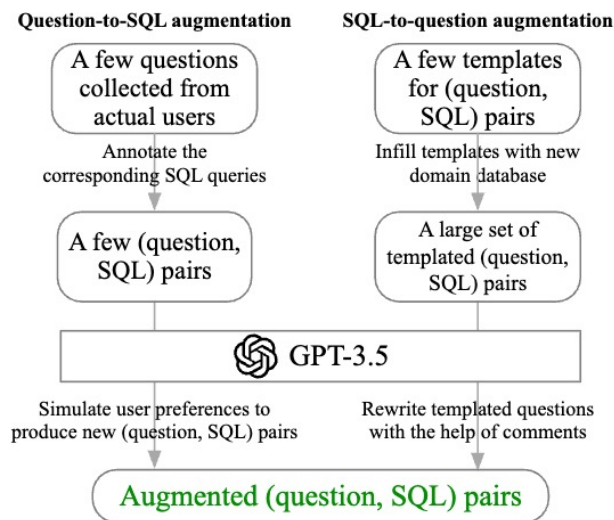 Question-to-SQL augmentation
A few questions
collected from
actual users
Annotate the
corresponding SQL queries
A few (question,
SQL) pairs
SQL-to-question augmentation
A few templates
for (question,
SQL) pairs
Infill templates with new
domain database
A large set of
templated (question,
SQL) pairs
GPT-3.5
Simulate user preferences to
produce new (question, SQL) pairs
Rewrite templated questions
with the help of comments
Augmented (question, SQL) pairs